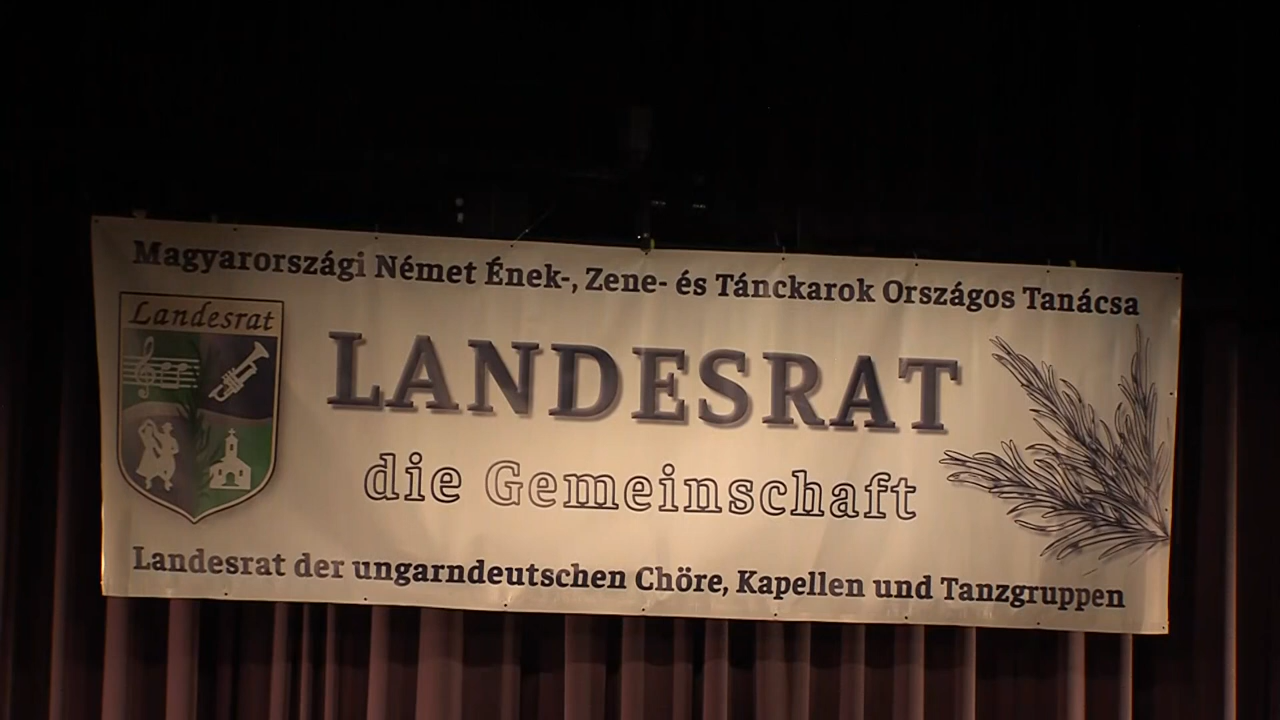 Magyarországi Német Ének-, Zene- és Tánckarok Országos Tanácsa
Landesrat
LANDESRAT
die Gemeinschaft
Landesrat der ungarndeutschen Chöre, Kapellen und Tanzgruppen